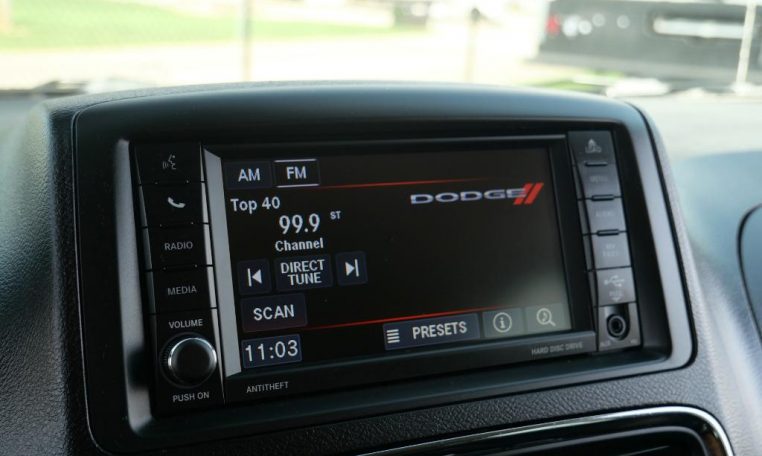 AM FM
Top 40
DODGE
99.9 ST
Channel
DIRECT
TUNE
SCAN
PRESETS
11:03
RADIO
MEDIA
VOLUME
PUSH ON
ANTITHEFT
HARD DISC DRIVE
MENU
AUDIO
AUX